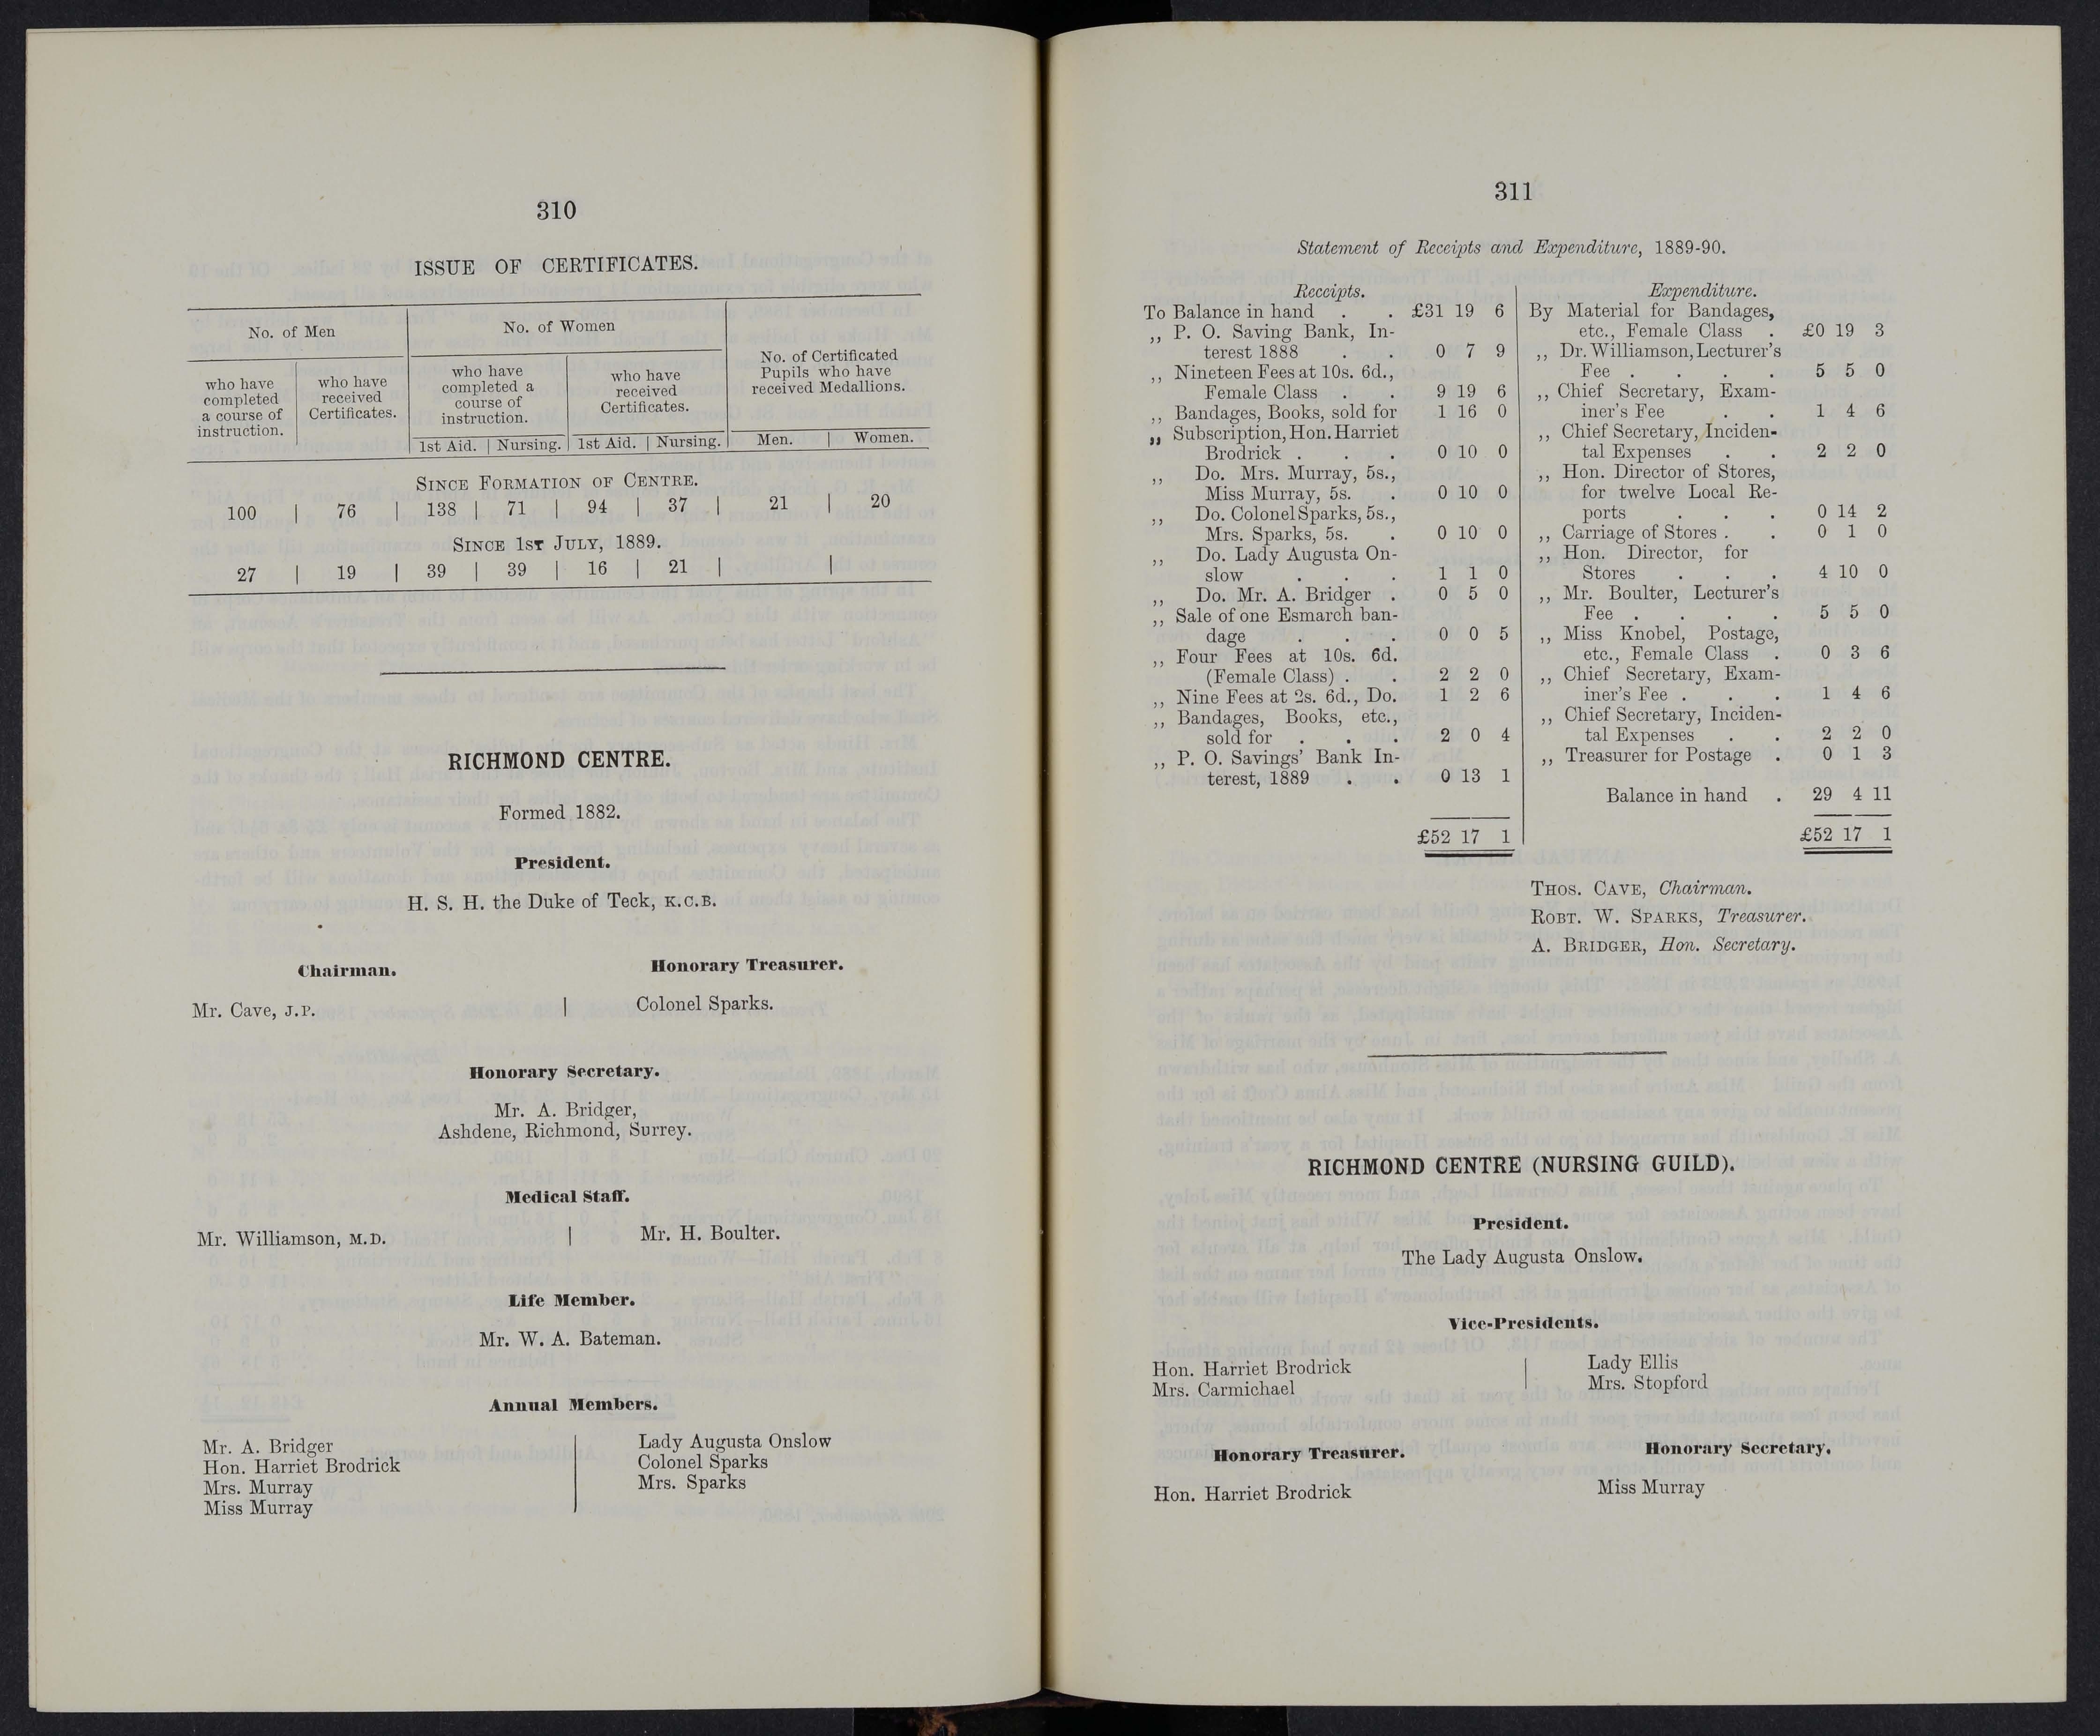 310
ISSUE OF CERTIFICATES.
No. of Men
No. of Women
No. of Certificated
Pupils who have
received Medallions.
who have
completed
a course of
instruction.
who have
received
Certificates.
who have
completed a
course of
instruction.
who have
received
Certificates.
1st Aid. | Nursing. | 1st Aid. | Nursing. | Men. | Women.
SINCE FORMATION OF CENTRE.
100 | 76 | 138 | 71 | 94 | 37 | 21 | 20
SINCE 1ST JULY, 1889.
27 | 19 | 39 | 39 | 16 | 21 | |
RICHMOND CENTRE.
Formed 1882.
President.
H. S. H. the Duke of Teck, K.C.B.
Chairman.
Mr. Cave, J.P.
Honorary Treasurer.
Colonel Sparks.
Honorary Secretary.
Mr. A. Bridger,
Ashdene, Richmond, Surrey.
Medical Staff.
Mr. Williamson, M.D. | Mr. H. Boulter.
Life Member.
Mr. W. A. Bateman.
Annual Members.
Mr. A. Bridger
Hon. Harriet Brodrick
Mrs. Murray
Miss Murray
Lady Augusta Onslow
Colonel Sparks
Mrs. Sparks
311
Statement of Receipts and Expenditure, 1889-90.
Receipts.
To Balance in hand . . £31 19 6
,, P. O. Saving Bank, In-
terest 1888 . . 0 7 9
,, Nineteen Fees at 10s. 6d.,
Female Class . . 9 19 6
,, Bandages, Books, sold for 1 16 0
,, Subscription, Hon. Harriet
Brodrick . . . 0 10 0
,, Do. Mrs. Murray, 5s.,
Miss Murray, 5s. . 0 10 0
,, Do. Colonel Sparks, 5s.,
Mrs. Sparks, 5s. . 0 10 0
,, Do. Lady Augusta On-
slow . . . 1 1 0
,, Do. Mr. A. Bridger . 0 5 0
,, Sale of one Esmarch ban-
dage . . . 0 0 5
,, Four Fees at 10s. 6d.
(Female Class) . . 2 2 0
,, Nine Fees at 2s. 6d., Do. 1 2 6
,, Bandages, Books, etc.,
sold for . . . 2 0 4
,, P. O. Savings' Bank In-
terest, 1889 . . 0 13 1
£52 17 1
Expenditure.
By Material for Bandages,
etc., Female Class . £0 19 3
,, Dr. Williamson, Lecturer's
Fee . . . . 5 5 0
,, Chief Secretary, Exam-
iner's Fee . . 1 4 6
,, Chief Secretary, Inciden-
tal Expenses . . 2 2 0
,, Hon. Director of Stores,
for twelve Local Re-
ports . . . 0 14 2
,, Carriage of Stores . . 0 1 0
,, Hon. Director, for
Stores . . . 4 10 0
,, Mr. Boulter, Lecturer's
Fee . . . . 5 5 0
,, Miss Knobel, Postage,
etc., Female Class . 0 3 6
,, Chief Secretary, Exam-
iner's Fee . . . 1 4 6
,, Chief Secretary, Inciden-
tal Expenses . . 2 2 0
,, Treasurer for Postage . 0 1 3
Balance in hand . 29 4 11
£52 17 1
THOS. CAVE, Chairman.
ROBT. W. SPARKS, Treasurer.
A. BRIDGER, Hon. Secretary.
RICHMOND CENTRE (NURSING GUILD).
President.
The Lady Augusta Onslow.
Vice-Presidents.
Hon. Harriet Brodrick
Mrs. Carmichael
Lady Ellis
Mrs. Stopford
Honorary Treasurer.
Hon. Harriet Brodrick
Honorary Secretary.
Miss Murray